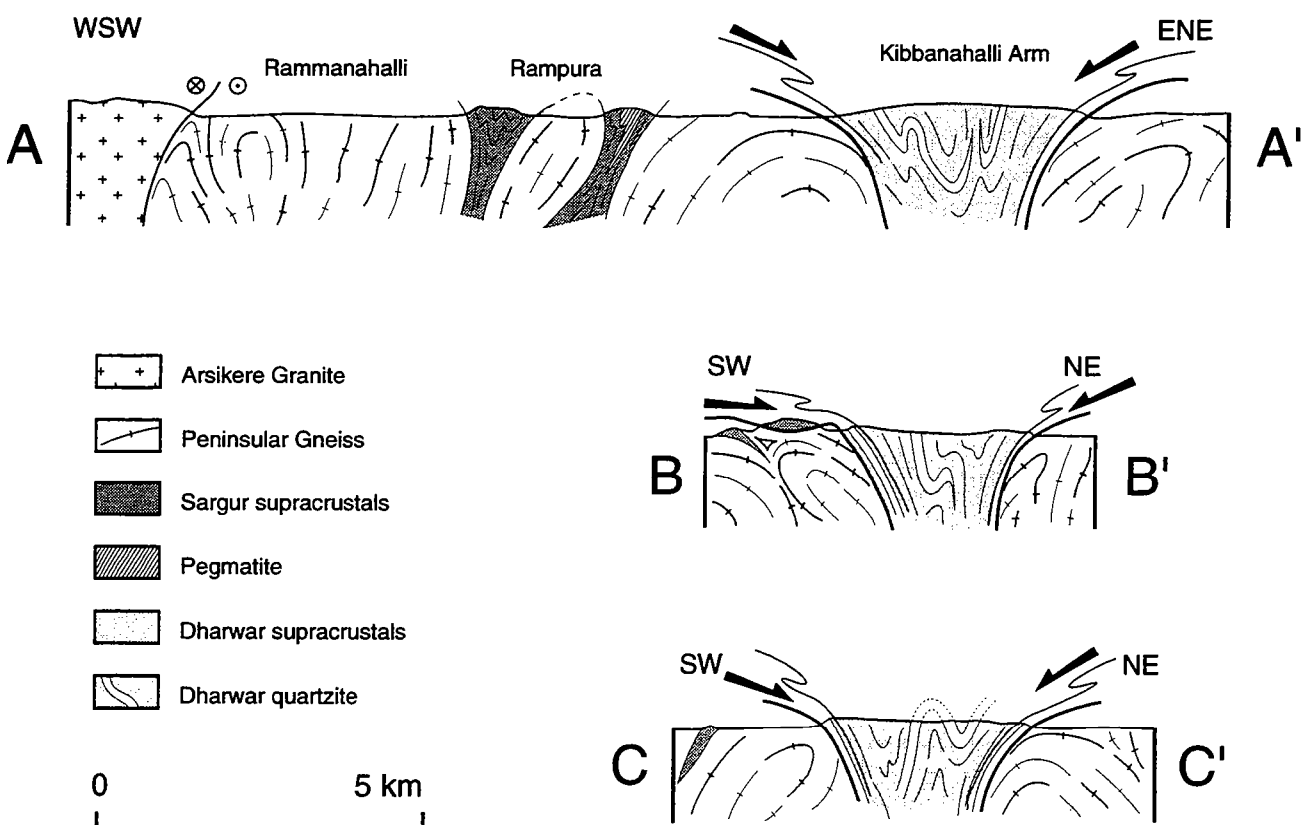 WSW
ENE
Rammanahalli
Rampura
Kibbanahalli Arm
A
A'
Arsikere Granite
Peninsular Gneiss
Sargur supracrustals
Pegmatite
Dharwar supracrustals
Dharwar quartzite
0
5 km
SW
NE
B
B'
SW
NE
C
C'